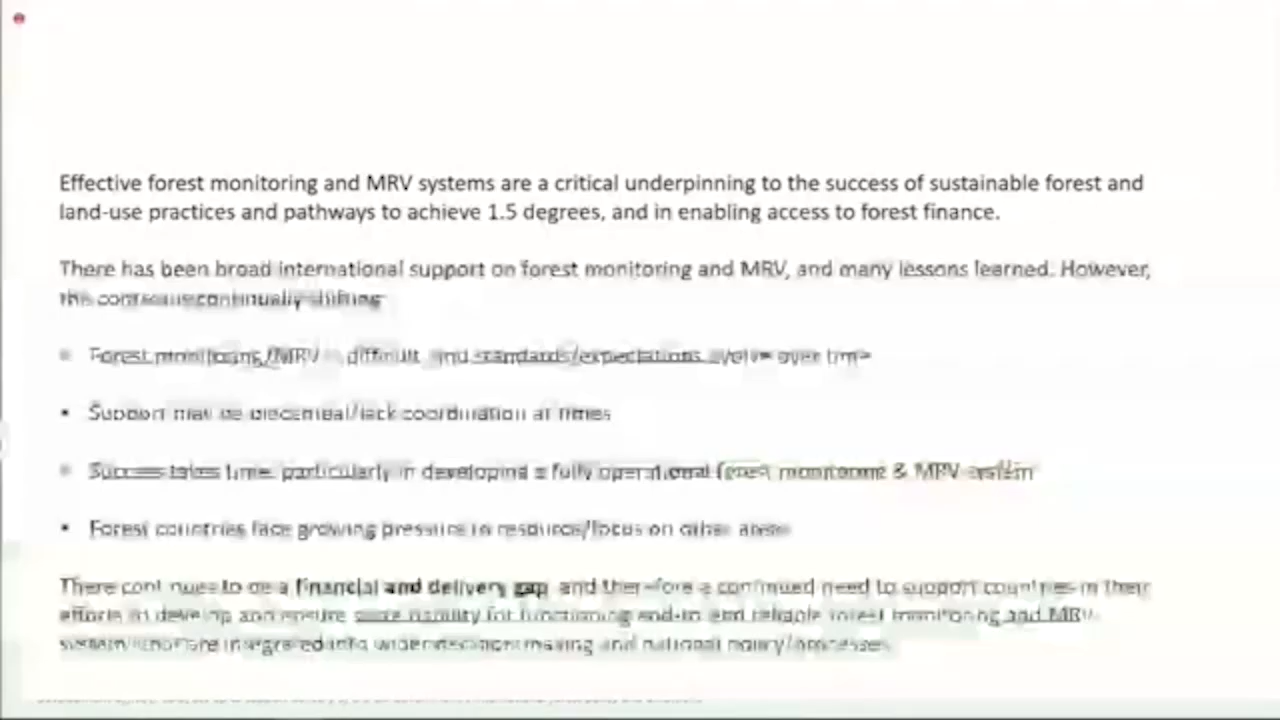 Effective forest monitoring and MRV systems are a critical underpinning to the success of sustainable forest and
land-use practices and pathways to achieve 1.5 degrees, and in enabling access to forest finance.
There has been broad international support on forest monitoring and MRV, and many lessons learned. However,
the continually shifting
• Forest monitoring/MRV difficult and standards/expectations evolve over time
• Support may be piecemeal/lack coordination at times
• Success takes time, particularly in developing a fully operational forest monitoring & MRV system
• Forest countries face growing pressure to resource/focus on other areas
There continues to be a financial and delivery gap and therefore a continued need to support countries in their
efforts to develop and ensure for functioning end-to-end reliable forest monitoring and MRV
integrated into wider decision making and national policy/processes